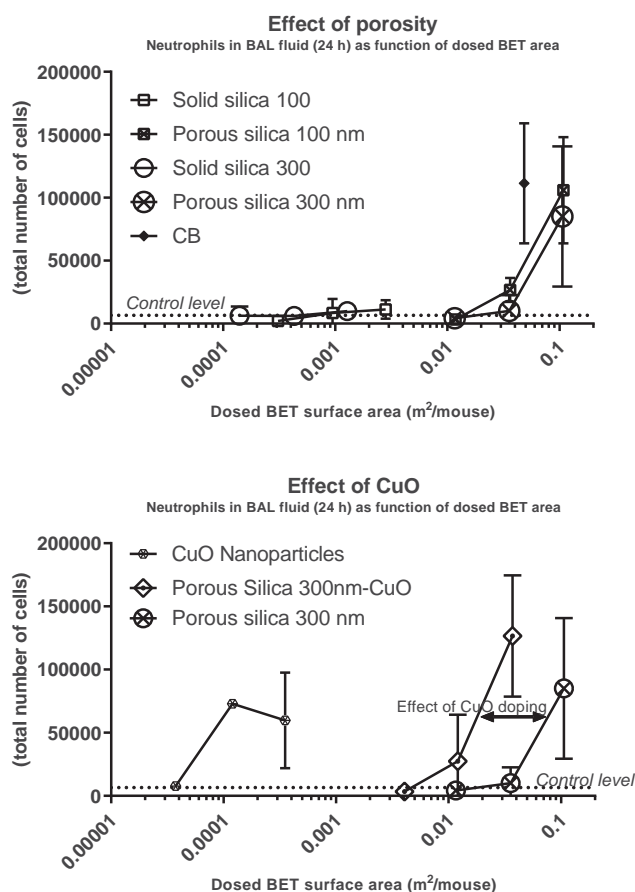 Effect of porosity
Neutrophils in BAL fluid (24 h) as function of dosed BET area
(total number of cells)
200000
150000
100000
50000
0
Solid silica 100
Porous silica 100 nm
Solid silica 300
Porous silica 300 nm
CB
Control level
0.00001
0.0001
0.001
0.01
0.1
Dosed BET surface area (m²/mouse)
Effect of CuO
Neutrophils in BAL fluid (24 h) as function of dosed BET area
(total number of cells)
200000
150000
100000
50000
0
CuO Nanoparticles
Porous Silica 300nm-CuO
Porous silica 300 nm
Effect of CuO doping
Control level
0.00001
0.0001
0.001
0.01
0.1
Dosed BET surface area (m²/mouse)